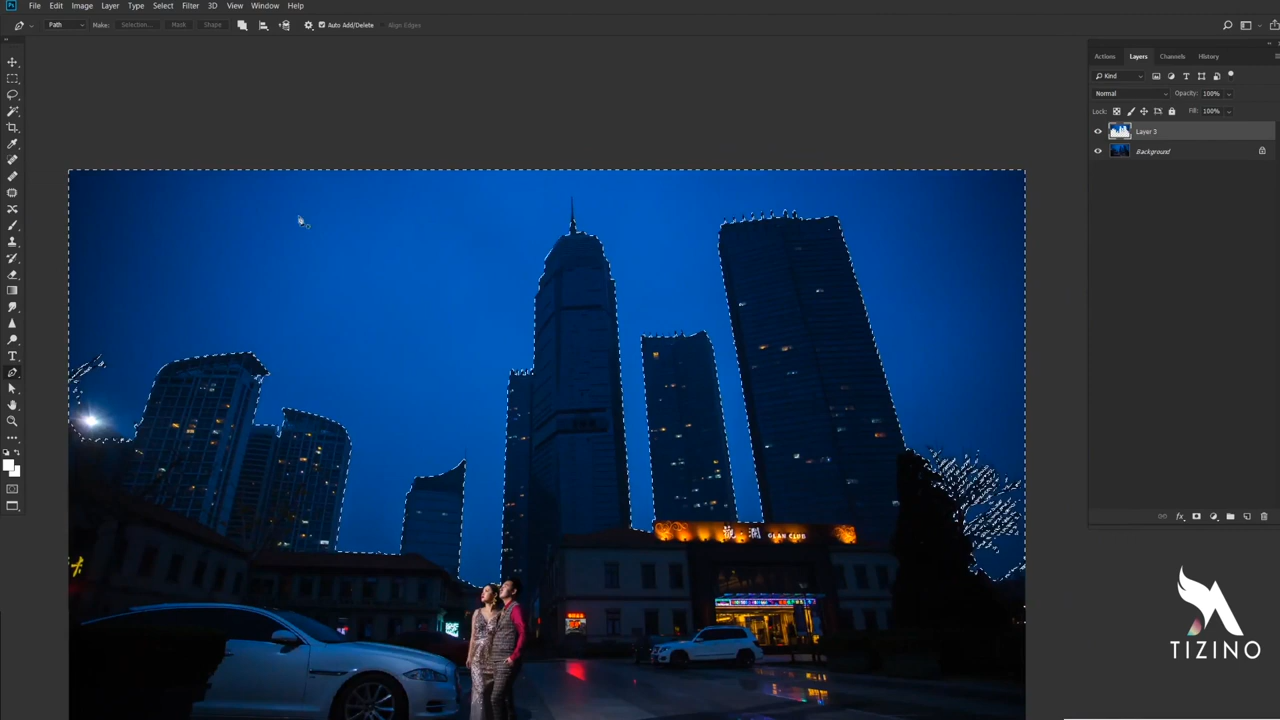 File Edit Image Layer Type Select Filter 3D View Window Help
Path Make: Selection... Mask Shape Auto Add/Delete Align Edges
Actions Layers Channels History
Kind
Normal Opacity: 100%
Lock: Fill: 100%
Layer 3
Background
GLAN CLUB
TIZINO